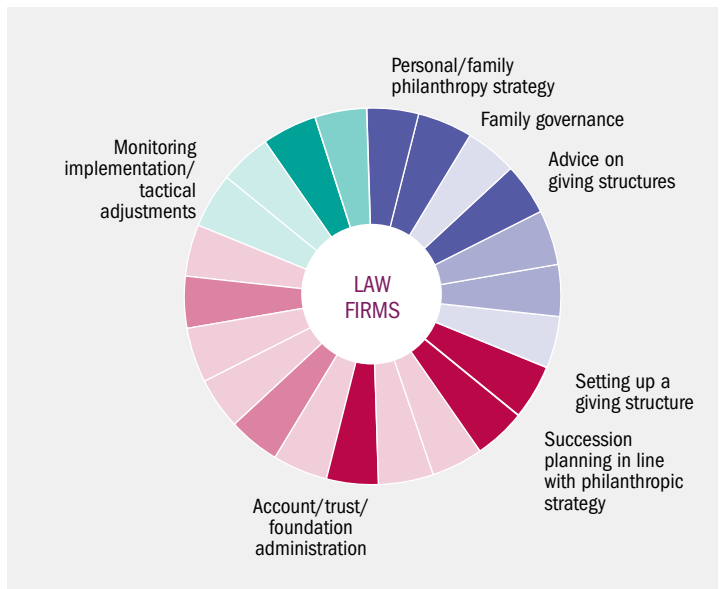 Personal/family
philanthropy strategy
Family governance
Advice on
giving structures
Monitoring
implementation/
tactical
adjustments
LAW
FIRMS
Setting up a
giving structure
Succession
planning in line
with philanthropic
strategy
Account/trust/
foundation
administration